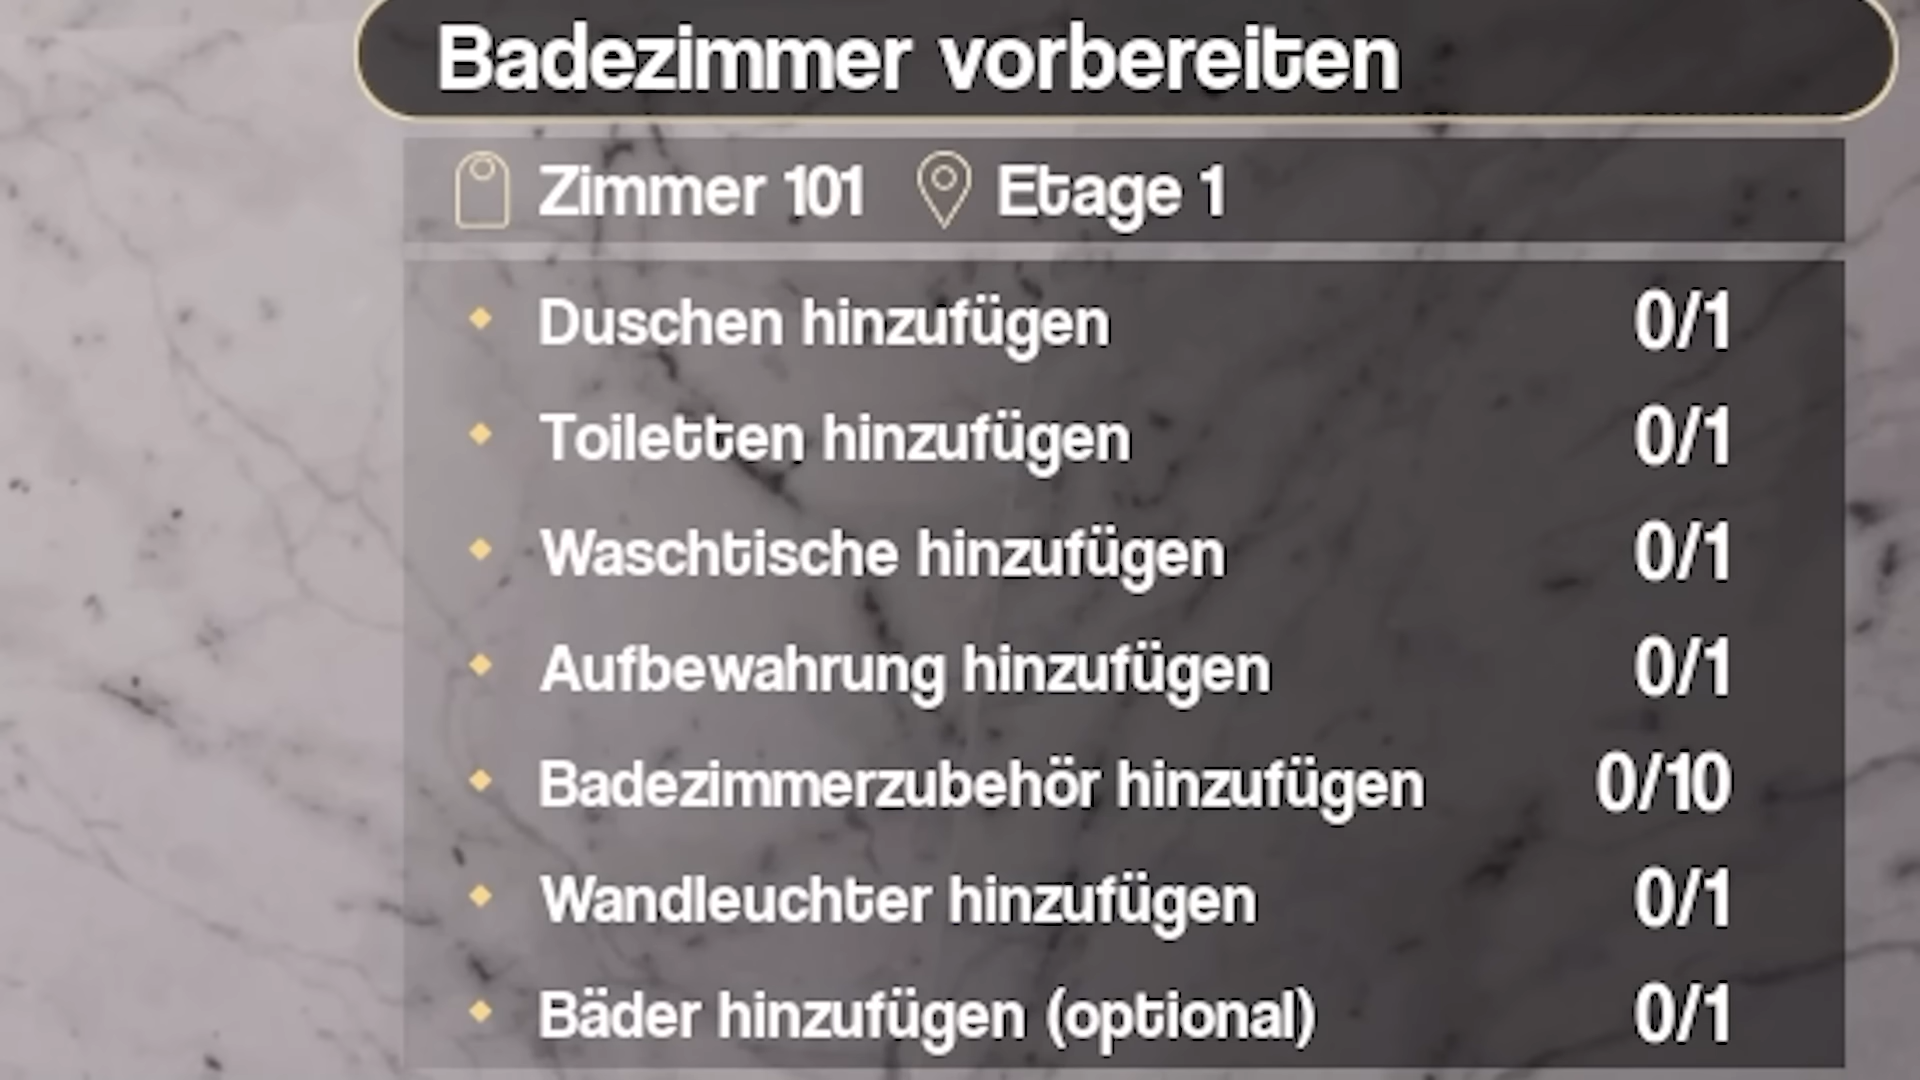 Badezimmer vorbereiten
Zimmer 101 Etage 1
Duschen hinzufügen 0/1
Toiletten hinzufügen 0/1
Waschtische hinzufügen 0/1
Aufbewahrung hinzufügen 0/1
Badezimmerzubehör hinzufügen 0/10
Wandleuchter hinzufügen 0/1
Bäder hinzufügen (optional) 0/1